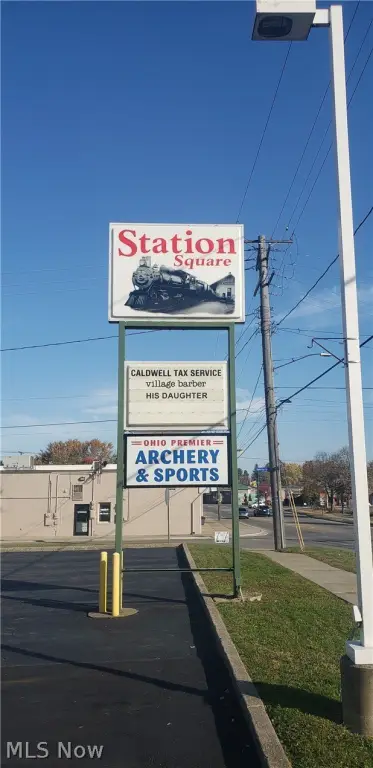 Station
Square
CALDWELL TAX SERVICE
village barber
HIS DAUGHTER
OHIO PREMIER
ARCHERY
& SPORTS
MLS Now